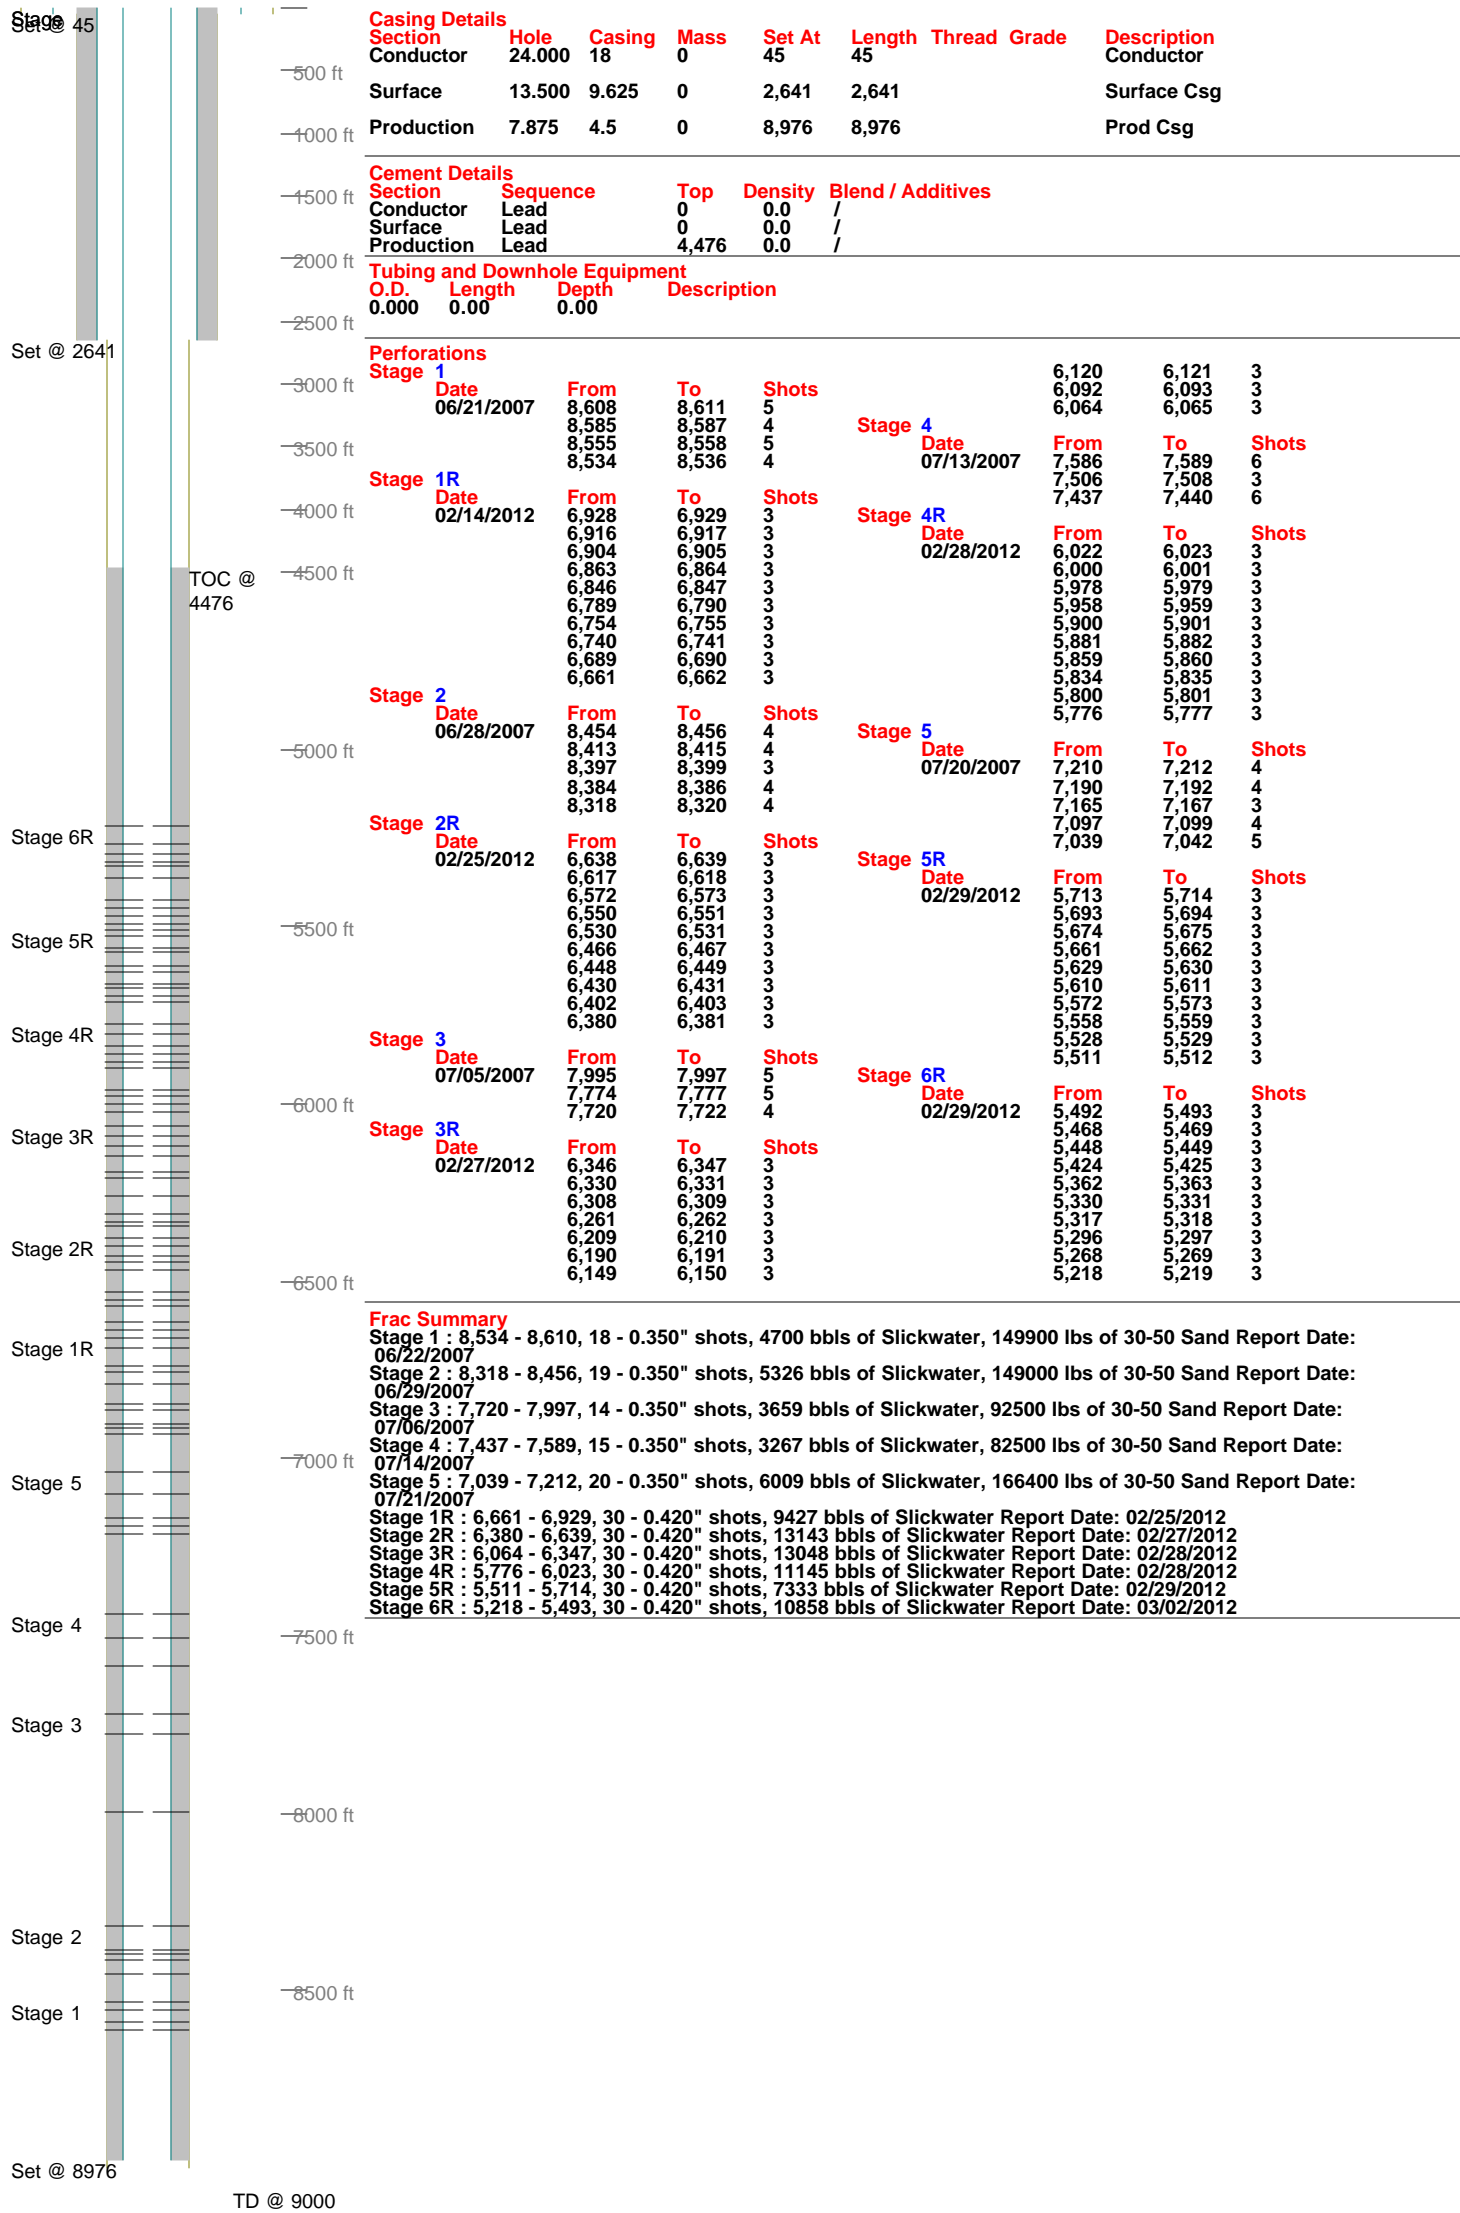 Stage
Set @ 45
Set @ 2641
TOC @
4476
Stage 6R
Stage 5R
Stage 4R
Stage 3R
Stage 2R
Stage 1R
Stage 5
Stage 4
Stage 3
Stage 2
Stage 1
Set @ 8976
TD @ 9000
500 ft
1000 ft
1500 ft
2000 ft
2500 ft
3000 ft
3500 ft
4000 ft
4500 ft
5000 ft
5500 ft
6000 ft
6500 ft
7000 ft
7500 ft
8000 ft
8500 ft
Casing Details
Section Hole Casing Mass Set At Length Thread Grade Description
Conductor 24.000 18 0 45 45 Conductor
Surface 13.500 9.625 0 2,641 2,641 Surface Csg
Production 7.875 4.5 0 8,976 8,976 Prod Csg
Cement Details
Section Sequence Top Density Blend / Additives
Conductor Lead 0 0.0 /
Surface Lead 0 0.0 /
Production Lead 4,476 0.0 /
Tubing and Downhole Equipment
O.D. Length Depth Description
0.000 0.00 0.00
Perforations
Stage 1
Date From To Shots
06/21/2007 8,608 8,611 5
8,585 8,587 4
8,555 8,558 5
8,534 8,536 4
Stage 1R
Date From To Shots
02/14/2012 6,928 6,929 3
6,916 6,917 3
6,904 6,905 3
6,863 6,864 3
6,846 6,847 3
6,789 6,790 3
6,754 6,755 3
6,740 6,741 3
6,689 6,690 3
6,661 6,662 3
Stage 2
Date From To Shots
06/28/2007 8,454 8,456 4
8,413 8,415 4
8,397 8,399 3
8,384 8,386 4
8,318 8,320 4
Stage 2R
Date From To Shots
02/25/2012 6,638 6,639 3
6,617 6,618 3
6,572 6,573 3
6,550 6,551 3
6,530 6,531 3
6,466 6,467 3
6,448 6,449 3
6,430 6,431 3
6,402 6,403 3
6,380 6,381 3
Stage 3
Date From To Shots
07/05/2007 7,995 7,997 5
7,774 7,777 5
7,720 7,722 4
Stage 3R
Date From To Shots
02/27/2012 6,346 6,347 3
6,330 6,331 3
6,308 6,309 3
6,261 6,262 3
6,209 6,210 3
6,190 6,191 3
6,149 6,150 3
6,120 6,121 3
6,092 6,093 3
6,064 6,065 3
Stage 4
Date From To Shots
07/13/2007 7,586 7,589 6
7,506 7,508 3
7,437 7,440 6
Stage 4R
Date From To Shots
02/28/2012 6,022 6,023 3
6,000 6,001 3
5,978 5,979 3
5,958 5,959 3
5,900 5,901 3
5,881 5,882 3
5,859 5,860 3
5,834 5,835 3
5,800 5,801 3
5,776 5,777 3
Stage 5
Date From To Shots
07/20/2007 7,210 7,212 4
7,190 7,192 4
7,165 7,167 3
7,097 7,099 4
7,039 7,042 5
Stage 5R
Date From To Shots
02/29/2012 5,713 5,714 3
5,693 5,694 3
5,674 5,675 3
5,661 5,662 3
5,629 5,630 3
5,610 5,611 3
5,572 5,573 3
5,558 5,559 3
5,528 5,529 3
5,511 5,512 3
Stage 6R
Date From To Shots
02/29/2012 5,492 5,493 3
5,468 5,469 3
5,448 5,449 3
5,424 5,425 3
5,362 5,363 3
5,330 5,331 3
5,317 5,318 3
5,296 5,297 3
5,268 5,269 3
5,218 5,219 3
Frac Summary
Stage 1 : 8,534 - 8,610, 18 - 0.350" shots, 4700 bbls of Slickwater, 149900 lbs of 30-50 Sand Report Date:
06/22/2007
Stage 2 : 8,318 - 8,456, 19 - 0.350" shots, 5326 bbls of Slickwater, 149000 lbs of 30-50 Sand Report Date:
06/29/2007
Stage 3 : 7,720 - 7,997, 14 - 0.350" shots, 3659 bbls of Slickwater, 92500 lbs of 30-50 Sand Report Date:
07/06/2007
Stage 4 : 7,437 - 7,589, 15 - 0.350" shots, 3267 bbls of Slickwater, 82500 lbs of 30-50 Sand Report Date:
07/14/2007
Stage 5 : 7,039 - 7,212, 20 - 0.350" shots, 6009 bbls of Slickwater, 166400 lbs of 30-50 Sand Report Date:
07/21/2007
Stage 1R : 6,661 - 6,929, 30 - 0.420" shots, 9427 bbls of Slickwater Report Date: 02/25/2012
Stage 2R : 6,380 - 6,639, 30 - 0.420" shots, 13143 bbls of Slickwater Report Date: 02/27/2012
Stage 3R : 6,064 - 6,347, 30 - 0.420" shots, 13048 bbls of Slickwater Report Date: 02/28/2012
Stage 4R : 5,776 - 6,023, 30 - 0.420" shots, 11145 bbls of Slickwater Report Date: 02/28/2012
Stage 5R : 5,511 - 5,714, 30 - 0.420" shots, 7333 bbls of Slickwater Report Date: 02/29/2012
Stage 6R : 5,218 - 5,493, 30 - 0.420" shots, 10858 bbls of Slickwater Report Date: 03/02/2012